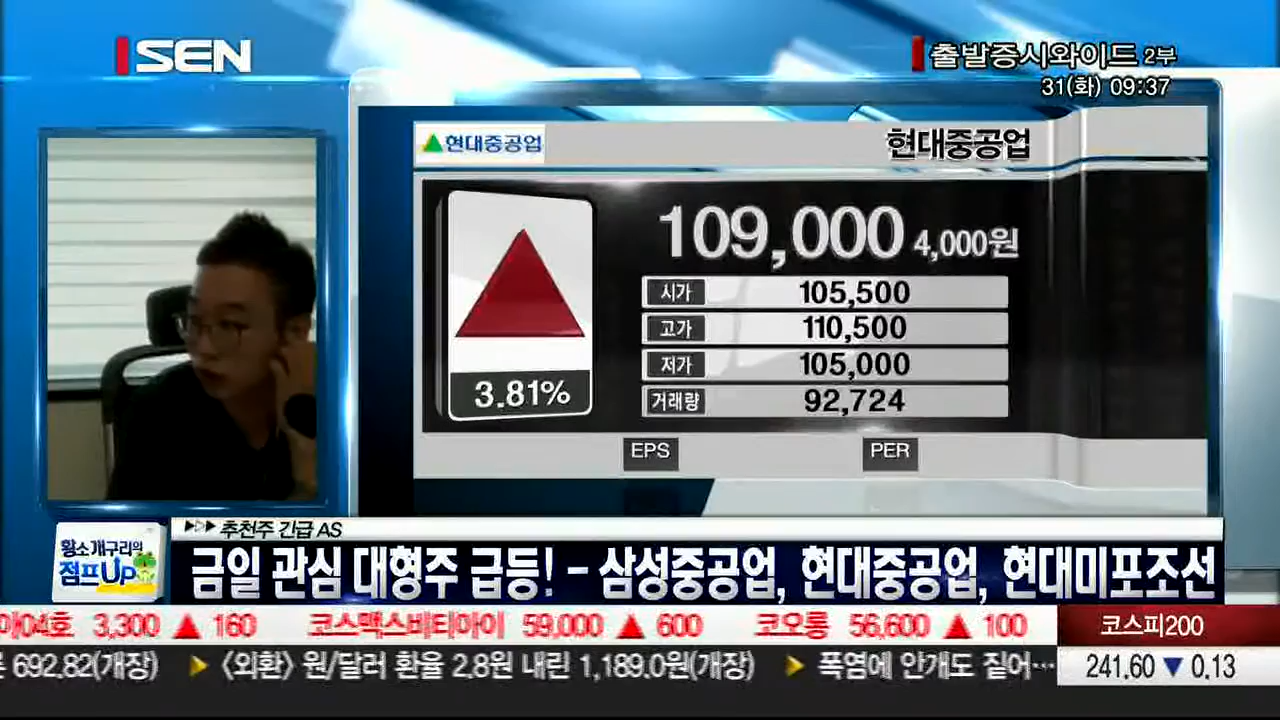 SEN
출발증시와이드 2부
31(화) 09:37
현대중공업
현대중공업
109,000 4,000원
3.81%
시가 105,500
고가 110,500
저가 105,000
거래량 92,724
EPS PER
황소개구리의
점프UP
추천주 긴급 AS
금일 관심 대형주 급등! - 삼성중공업, 현대중공업, 현대미포조선
04호 3,300 ▲ 160 코스맥스비티아이 59,000 ▲ 600 코오롱 56,600 ▲ 100
코스피200
692.82(개장) 〈외환〉 원/달러 환율 2.8원 내린 1,189.0원(개장) 폭염에 안개도 짙어…
241.60 ▼ 0.13